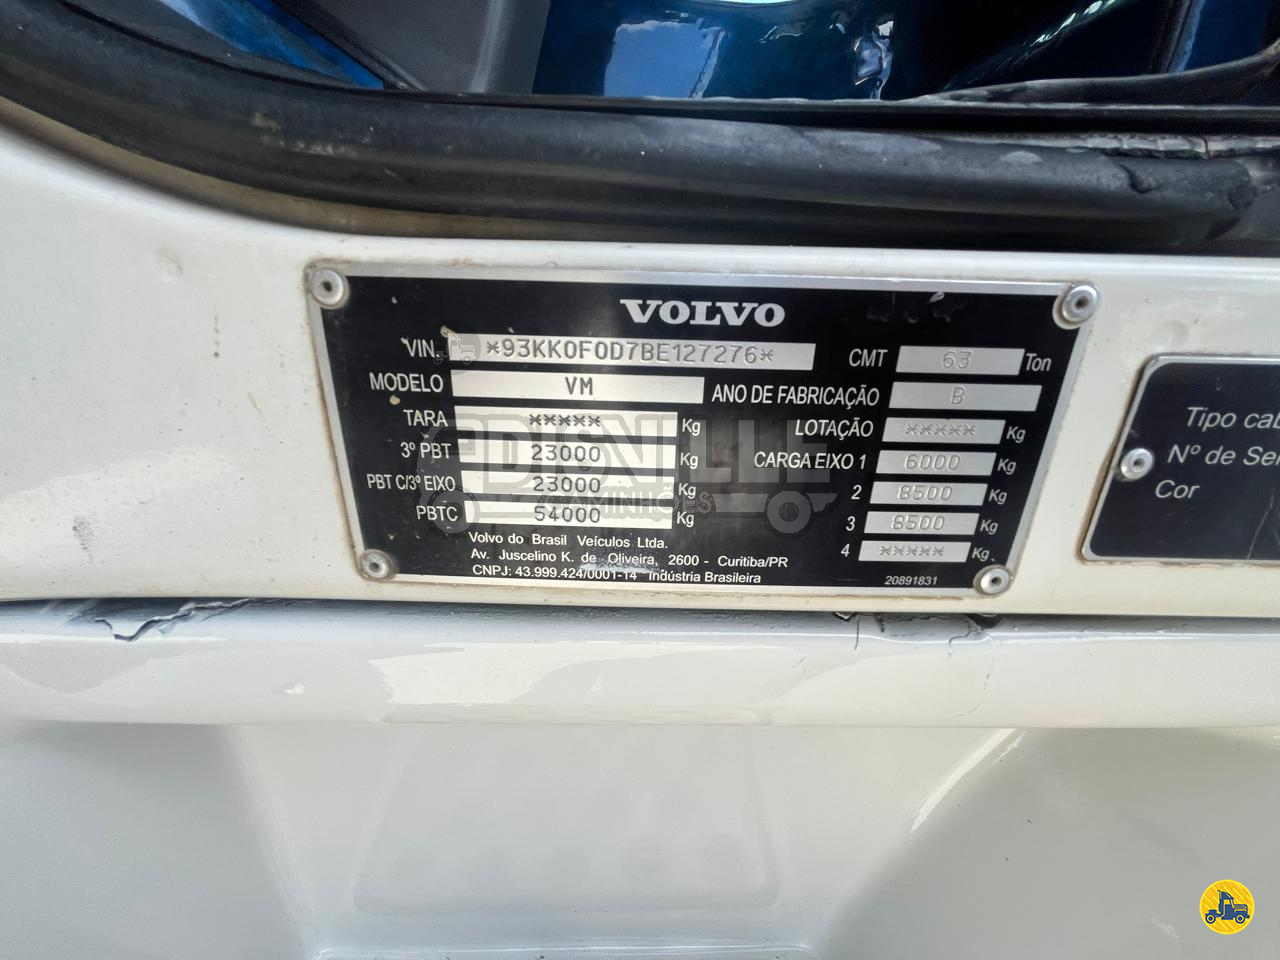 VOLVO
VIN *93KK0F0D7BE127276* CMT 63 Ton
MODELO VM ANO DE FABRICAÇÃO B
TARA ***** Kg LOTAÇÃO ***** Kg
3º PBT 23000 Kg CARGA EIXO 1 6000 Kg
PBT C/3º EIXO 23000 Kg 2 8500 Kg
PBTC 54000 Kg 3 8500 Kg
4 ***** Kg
Volvo do Brasil Veículos Ltda.
Av. Juscelino K. de Oliveira, 2600 - Curitiba/PR
CNPJ: 43.999.424/0001-14 Indústria Brasileira
20891831
DISVILLE
CAMINHÕES
Tipo
Nº de
Cor